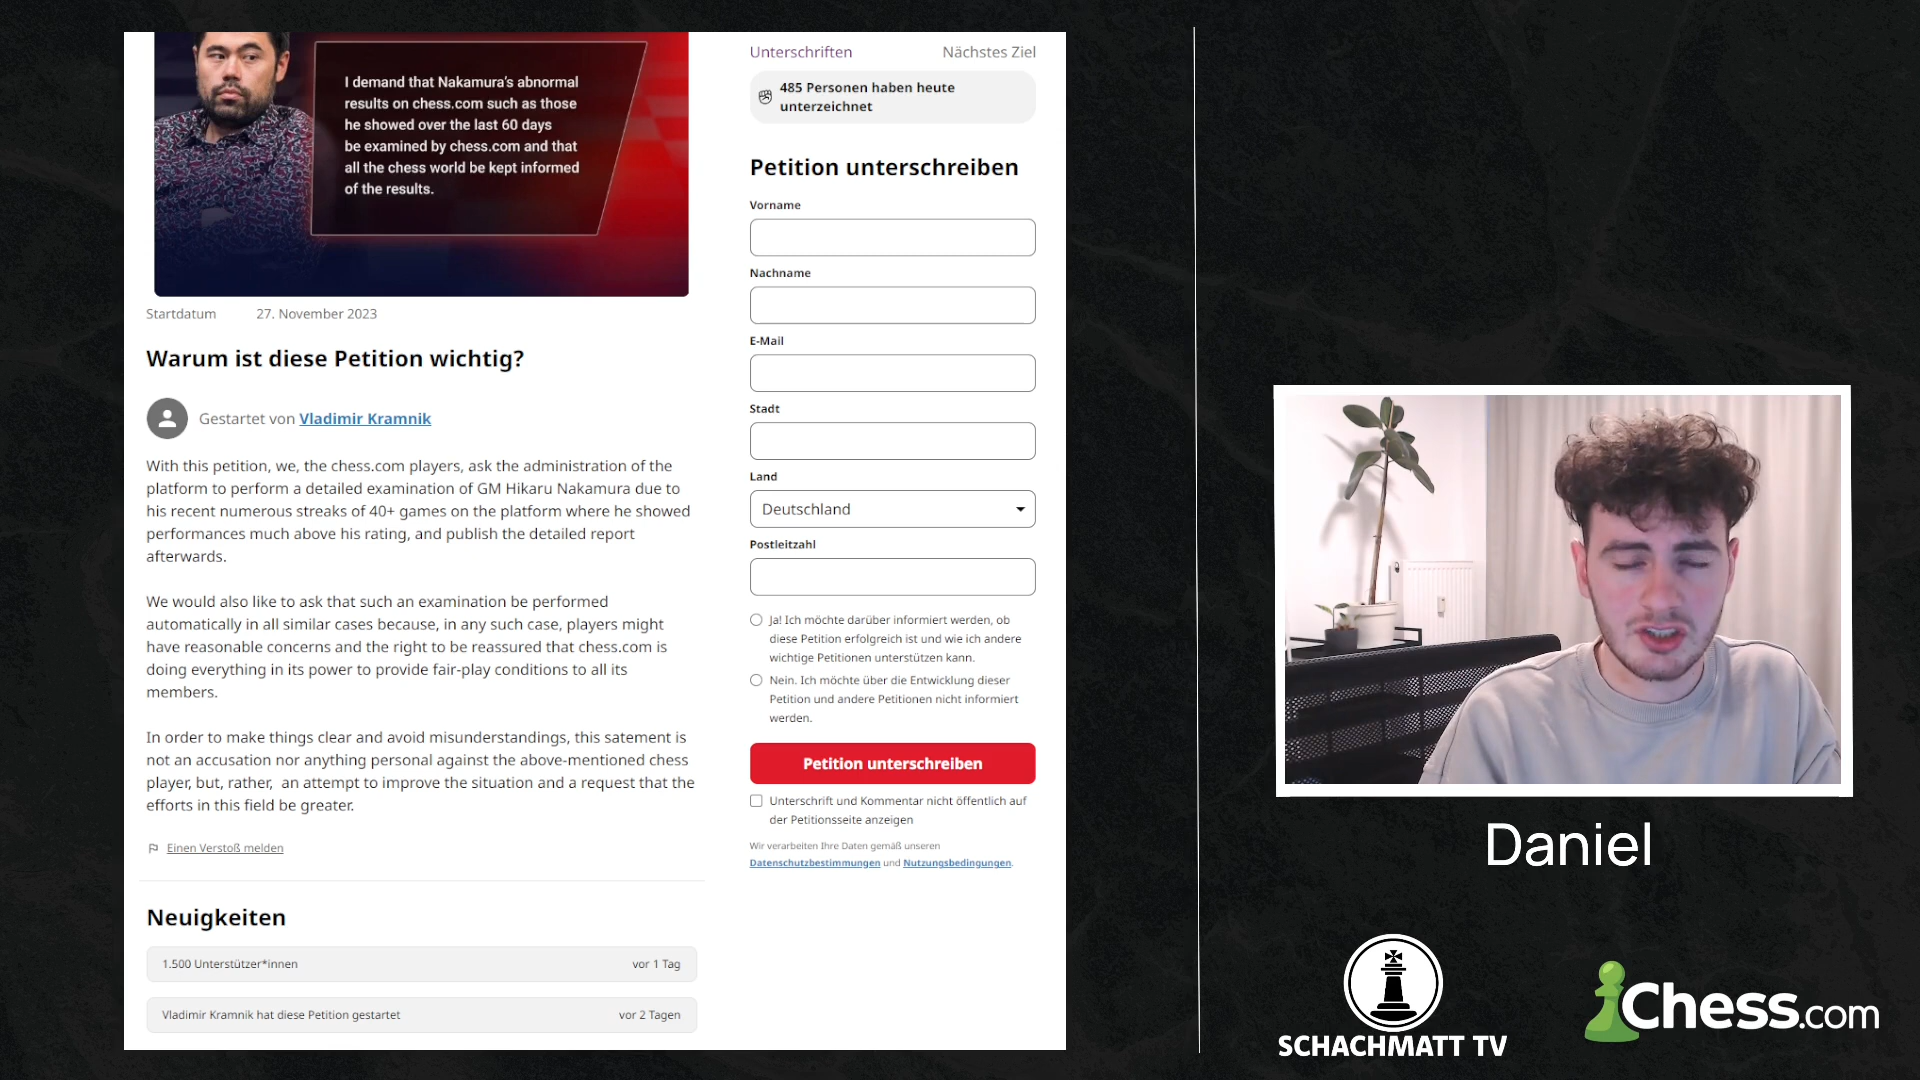 I demand that Nakamura's abnormal
results on chess.com such as those
he showed over the last 60 days
be examined by chess.com and that
all the chess world be kept informed
of the results.
Startdatum 27. November 2023
Warum ist diese Petition wichtig?
Gestartet von Vladimir Kramnik
With this petition, we, the chess.com players, ask the administration of the
platform to perform a detailed examination of GM Hikaru Nakamura due to
his recent numerous streaks of 40+ games on the platform where he showed
performances much above his rating, and publish the detailed report
afterwards.
We would also like to ask that such an examination be performed
automatically in all similar cases because, in any such case, players might
have reasonable concerns and the right to be reassured that chess.com is
doing everything in its power to provide fair-play conditions to all its
members.
In order to make things clear and avoid misunderstandings, this satement is
not an accusation nor anything personal against the above-mentioned chess
player, but, rather, an attempt to improve the situation and a request that the
efforts in this field be greater.
Einen Verstoß melden
Neuigkeiten
1.500 Unterstützer*innen vor 1 Tag
Vladimir Kramnik hat diese Petition gestartet vor 2 Tagen
Unterschriften Nächstes Ziel
485 Personen haben heute
unterzeichnet
Petition unterschreiben
Vorname
Nachname
E-Mail
Stadt
Land
Deutschland
Postleitzahl
Ja! Ich möchte darüber informiert werden, ob
diese Petition erfolgreich ist und wie ich andere
wichtige Petitionen unterstützen kann.
Nein. Ich möchte über die Entwicklung dieser
Petition und andere Petitionen nicht informiert
werden.
Petition unterschreiben
Unterschrift und Kommentar nicht öffentlich auf
der Petitionsseite anzeigen
Wir verarbeiten Ihre Daten gemäß unseren
Datenschutzbestimmungen und Nutzungsbedingungen.
Daniel
SCHACHMATT TV
Chess.com